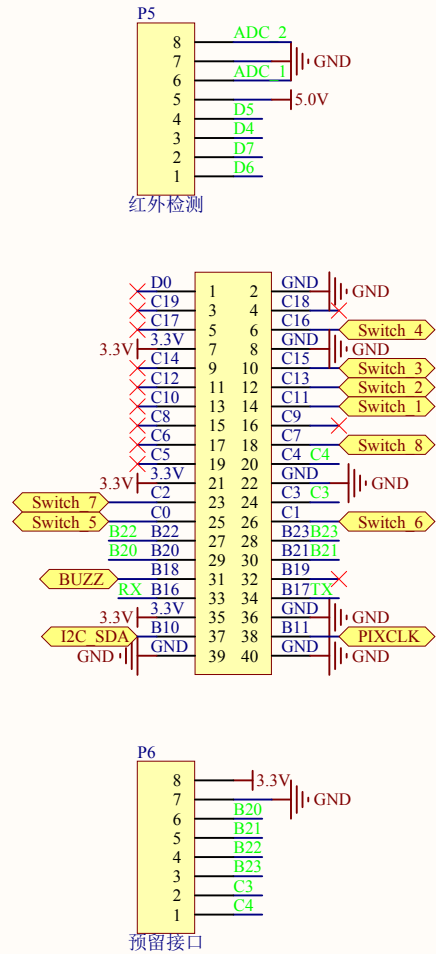 P5
8 ADC_2
7 GND
6 ADC_1
5 5.0V
4 D5
3 D4
2 D7
1 D6
红外检测
D0 1 2 GND GND
C19 3 4 C18
C17 5 6 C16 Switch_4
3.3V 3.3V 7 8 GND GND
C14 9 10 C15 Switch_3
C12 11 12 C13 Switch_2
C10 13 14 C11 Switch_1
C8 15 16 C9
C6 17 18 C7 Switch_8
C5 19 20 C4 C4
3.3V 3.3V 21 22 GND GND
Switch_7 C2 23 24 C3 C3
Switch_5 C0 25 26 C1 Switch_6
B22 B22 27 28 B23 B23
B20 B20 29 30 B21 B21
BUZZ B18 31 32 B19
RX B16 33 34 B17 TX
3.3V 3.3V 35 36 GND GND
I2C_SDA B10 37 38 B11 PIXCLK
GND GND 39 40 GND GND
P6
8 3.3V
7 GND
6 B20
5 B21
4 B22
3 B23
2 C3
1 C4
预留接口